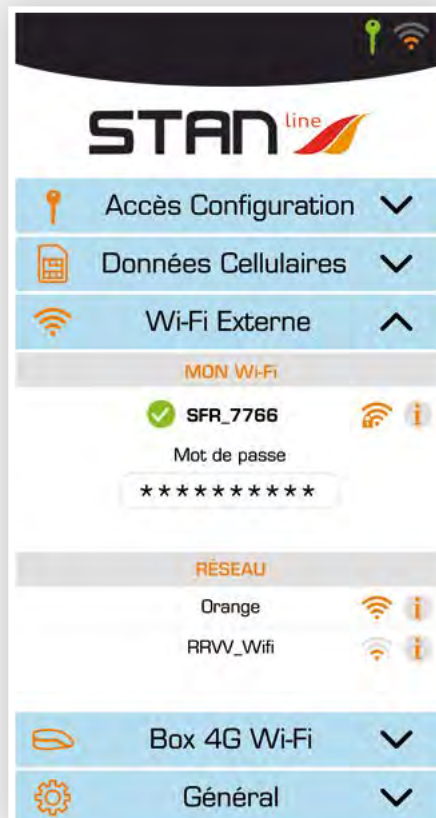 STAN line
Accès Configuration
Données Cellulaires
Wi-Fi Externe
MON Wi-Fi
SFR_7766
Mot de passe
**********
RÉSEAU
Orange
RRVV_Wifi
Box 4G Wi-Fi
Général